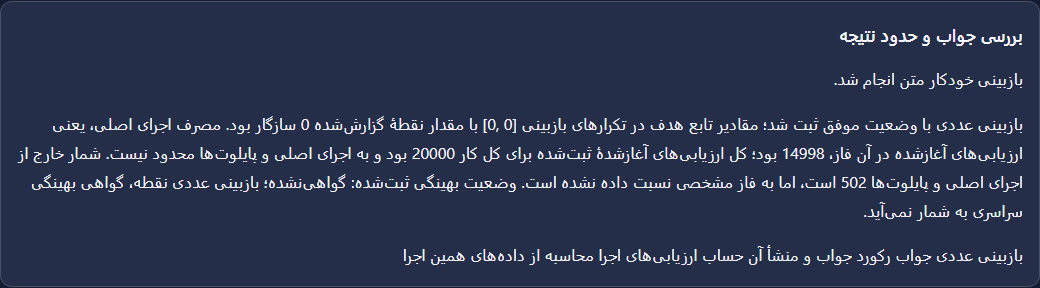 بررسی جواب و حدود نتیجه
بازبینی خودکار متن انجام شد.
بازبینی عددی با وضعیت موفق ثبت شد؛ مقادیر تابع هدف در تکرارهای بازبینی [0, 0] با مقدار نقطهٔ گزارش‌شده 0 سازگار بود. مصرف اجرای اصلی، یعنی
ارزیابی‌های آغازشده در آن فاز، 14998 بود؛ کل ارزیابی‌های آغازشدهٔ ثبت‌شده برای کل کار 20000 بود و به اجرای اصلی و پایلوت‌ها محدود نیست. شمار خارج از
اجرای اصلی و پایلوت‌ها 502 است، اما به فاز مشخصی نسبت داده نشده است. وضعیت بهینگی ثبت‌شده: گواهی‌نشده؛ بازبینی عددی نقطه، گواهی بهینگی
سراسری به شمار نمی‌آید.
بازبینی عددی جواب رکورد جواب و منشأ آن حساب ارزیابی‌های اجرا محاسبه از داده‌های همین اجرا